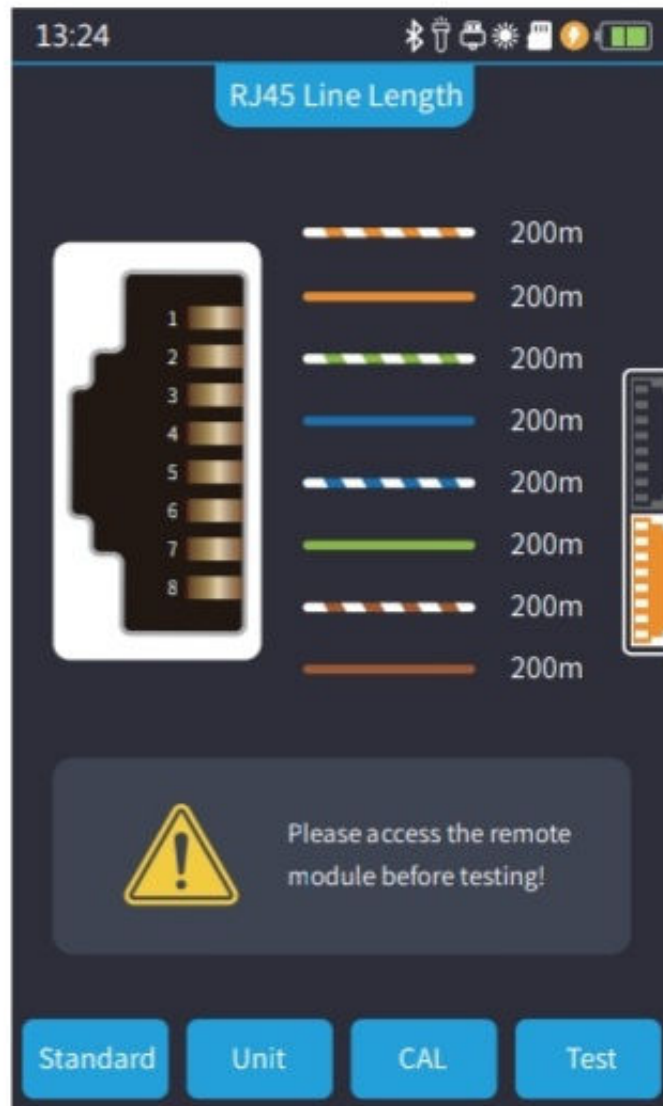 13:24
RJ45 Line Length
1
2
3
4
5
6
7
8
200m
200m
200m
200m
200m
200m
200m
200m
Please access the remote
module before testing!
Standard
Unit
CAL
Test